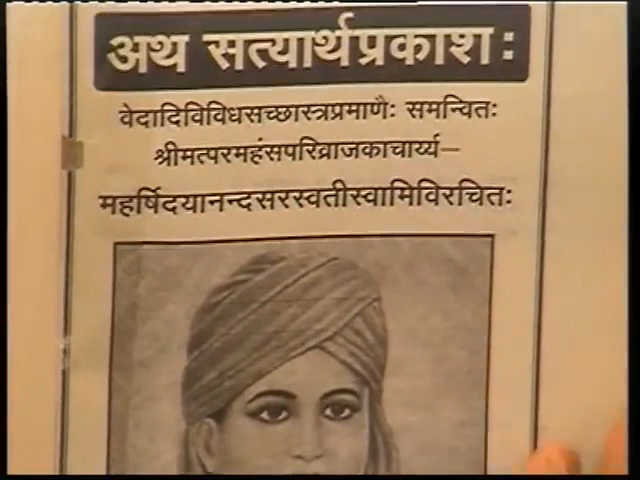 अथ सत्यार्थप्रकाशः
वेदादिविविधसच्छास्त्रप्रमाणैः समन्वितः
श्रीमत्परमहंसपरिव्राजकाचार्य्य–
महर्षिदयानन्दसरस्वतीस्वामिविरचितः